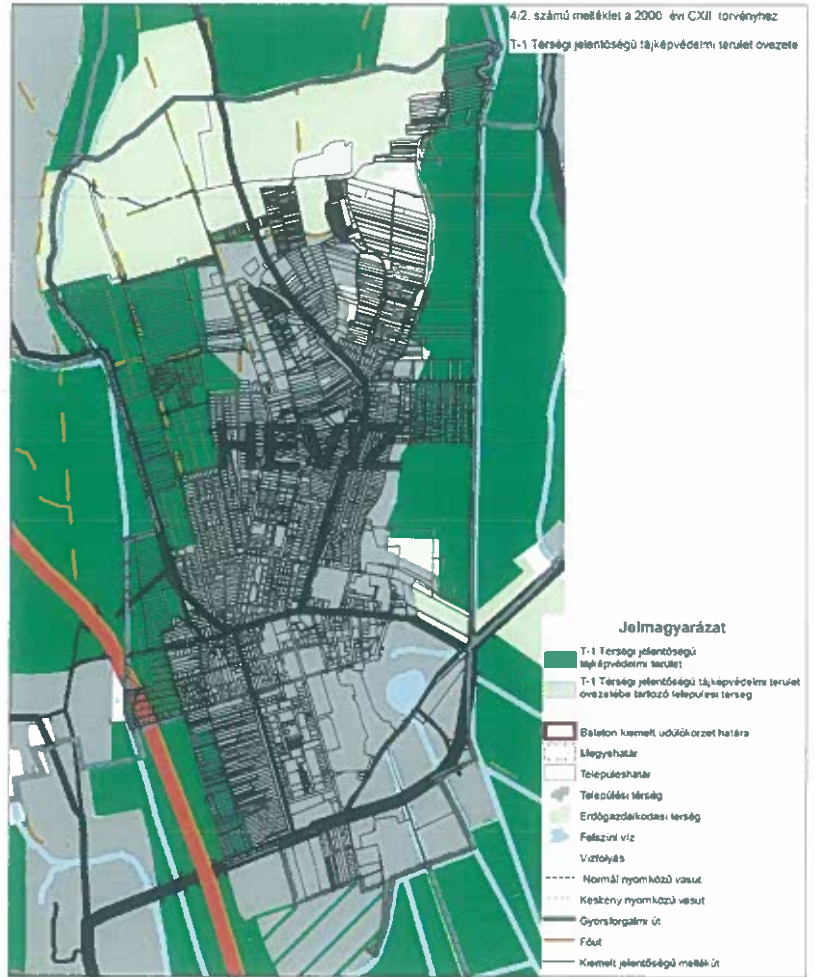 4/2. számú melléklet a 2000. évi CXII. törvényhez
T-1 Térségi jelentőségű tájképvédelmi terület övezete
HÉVÍZ
Jelmagyarázat
T-1 Térségi jelentőségű
tájképvédelmi terület
T-1 Térségi jelentőségű tájképvédelmi terület
övezetébe tartozó települési térség
Balaton kiemelt üdülőkörzet határa
Megyehatár
Településhatár
Települési térség
Erdőgazdálkodási térség
Felszíni víz
Vízfolyás
Normál nyomközű vasút
Keskeny nyomközű vasút
Gyorsforgalmi út
Főút
Kiemelt jelentőségű mellékút